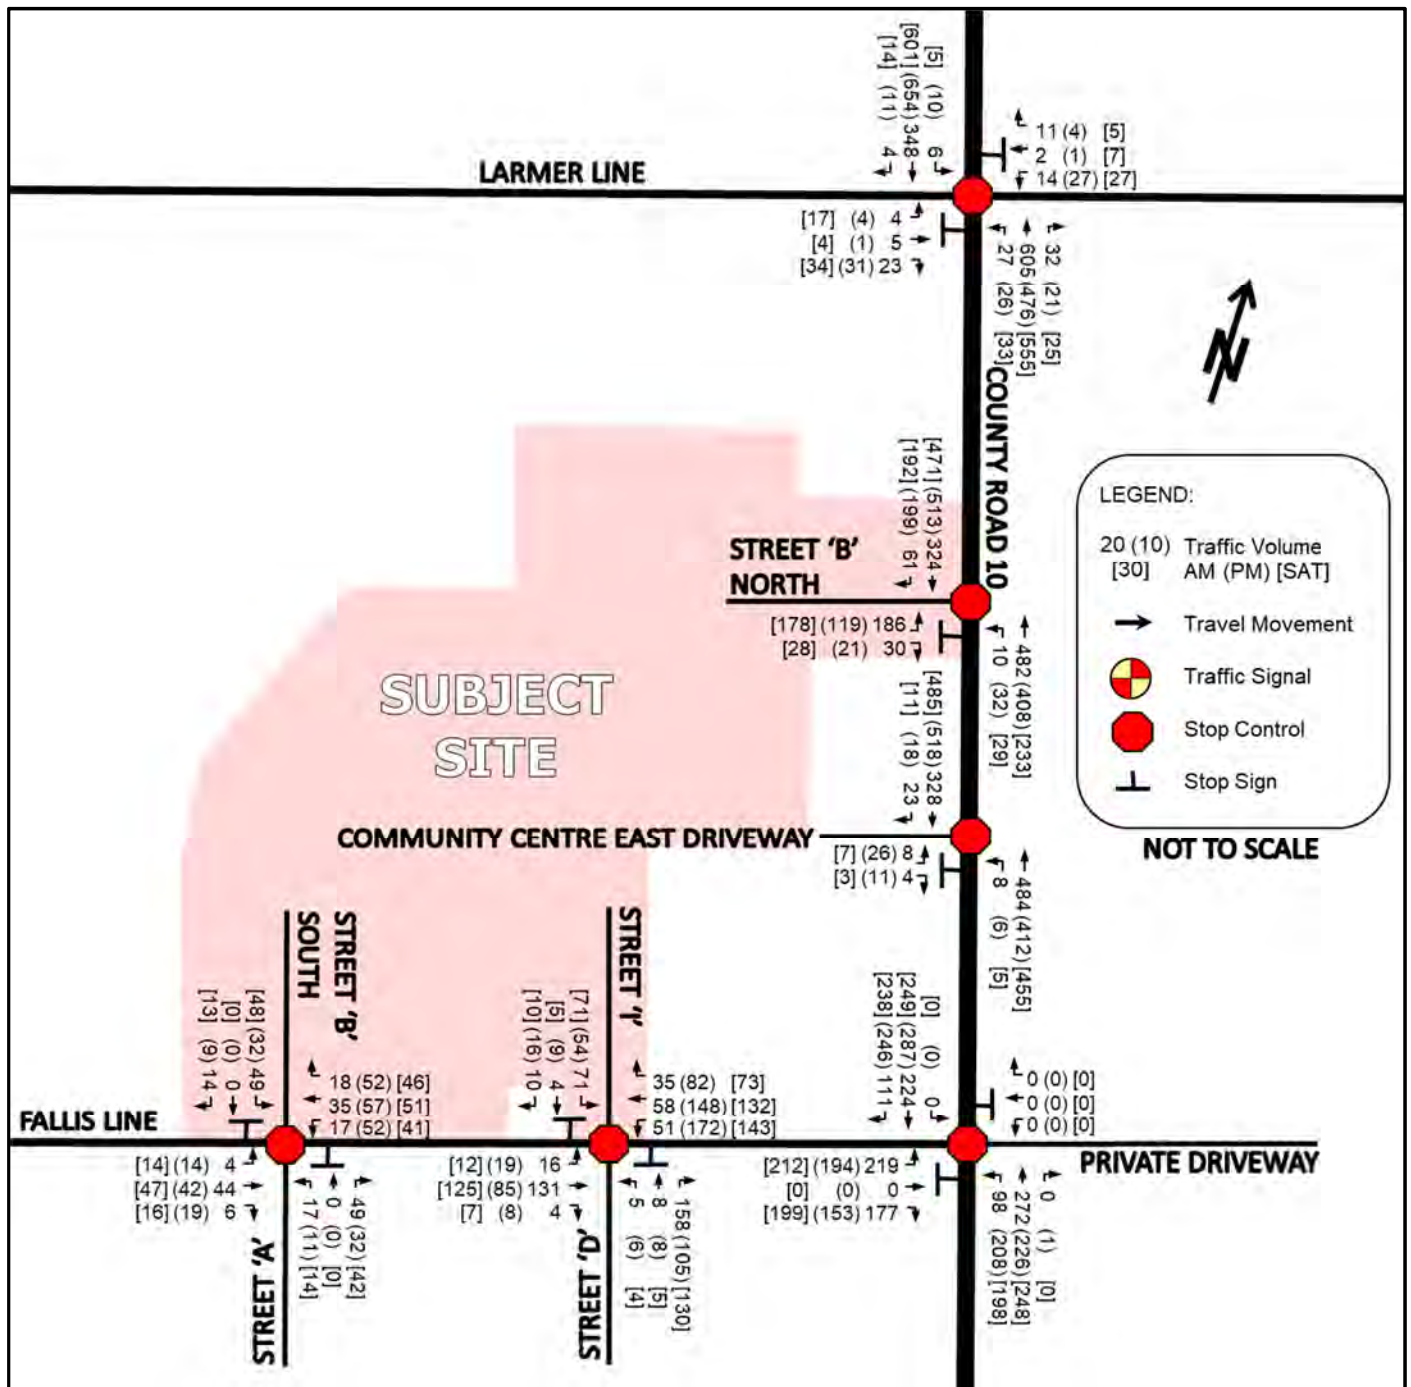 [5] (10) 6
[601] (654) 348
[14] (11) 4
11 (4) [5]
2 (1) [7]
14 (27) [27]
LARMER LINE
[17] (4) 4
[4] (1) 5
[34] (31) 23
32 (21) [25]
605 (476) [555]
27 (26) [33]
N
COUNTY ROAD 10
[471] (513) 324
[192] (199) 61
STREET 'B'
NORTH
[178] (119) 186
[28] (21) 30
482 (408) [233]
10 (32) [29]
LEGEND:
20 (10) Traffic Volume
[30] AM (PM) [SAT]
Travel Movement
Traffic Signal
Stop Control
Stop Sign
NOT TO SCALE
SUBJECT
SITE
[485] (518) 328
[11] (18) 23
COMMUNITY CENTRE EAST DRIVEWAY
[7] (26) 8
[3] (11) 4
484 (412) [455]
8 (6) [5]
STREET 'B'
SOUTH
[48] (32) 49
[0] (0) 0
[13] (9) 14
18 (52) [46]
35 (57) [51]
17 (52) [41]
STREET 'I'
[71] (54) 71
[5] (9) 4
[10] (16) 10
35 (82) [73]
58 (148) [132]
51 (172) [143]
[0] (0) 0
[249] (287) 224
[238] (246) 111
0 (0) [0]
0 (0) [0]
0 (0) [0]
FALLIS LINE
PRIVATE DRIVEWAY
[14] (14) 4
[47] (42) 44
[16] (19) 6
49 (32) [42]
0 (0) [0]
17 (11) [14]
STREET 'A'
[12] (19) 16
[125] (85) 131
[7] (8) 4
158 (105) [130]
8 (8) [5]
5 (6) [4]
STREET 'D'
[212] (194) 219
[0] (0) 0
[199] (153) 177
0 (1) [0]
272 (226) [248]
98 (208) [198]